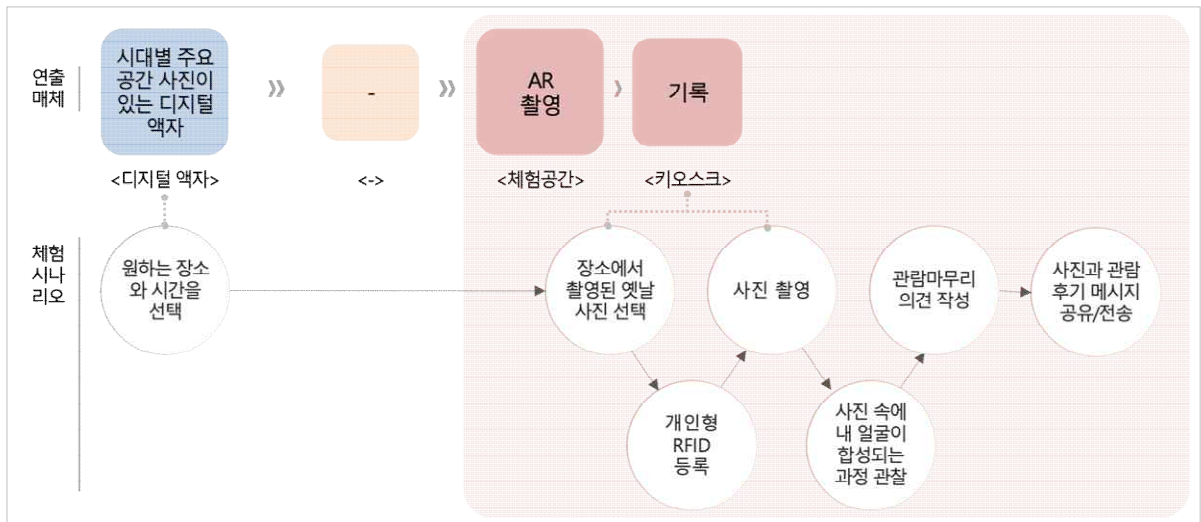 연출
매체
시대별 주요
공간 사진이
있는 디지털
액자
»
-
»
AR
촬영
›
기록
<디지털 액자>
<->
<체험공간>
<키오스크>
체험
시나
리오
원하는 장소
와 시간을
선택
장소에서
촬영된 옛날
사진 선택
개인형
RFID
등록
사진 촬영
사진 속에
내 얼굴이
합성되는
과정 관찰
관람마무리
의견 작성
사진과 관람
후기 메시지
공유/전송